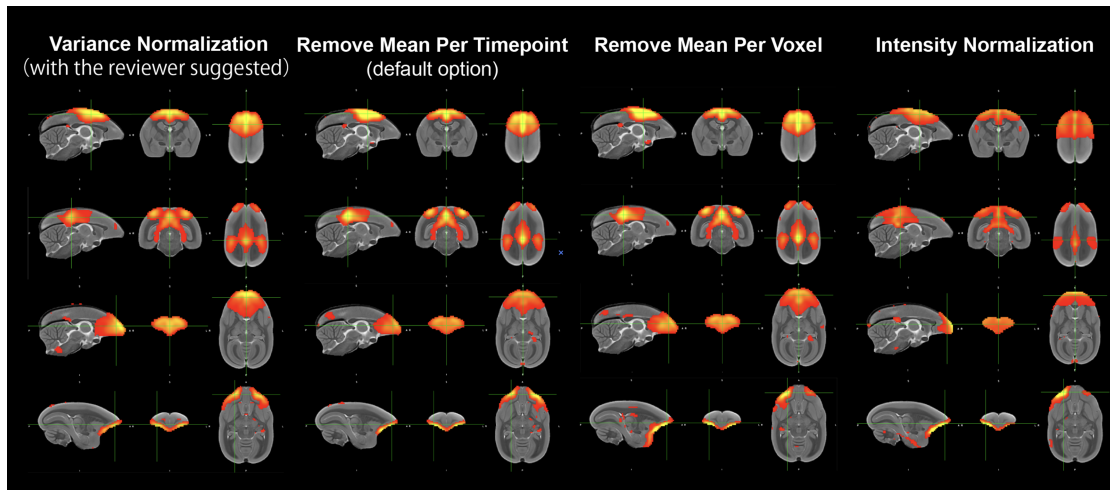 Variance Normalization
(with the reviewer suggested)
Remove Mean Per Timepoint
(default option)
Remove Mean Per Voxel
Intensity Normalization